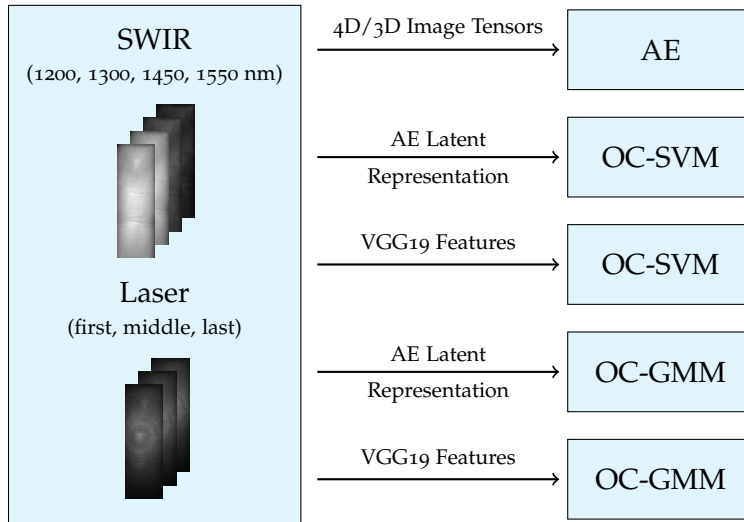 SWIR
(1200, 1300, 1450, 1550 nm)
Laser
(first, middle, last)
4D/3D Image Tensors
AE
AE Latent
Representation
OC-SVM
VGG19 Features
OC-SVM
AE Latent
Representation
OC-GMM
VGG19 Features
OC-GMM